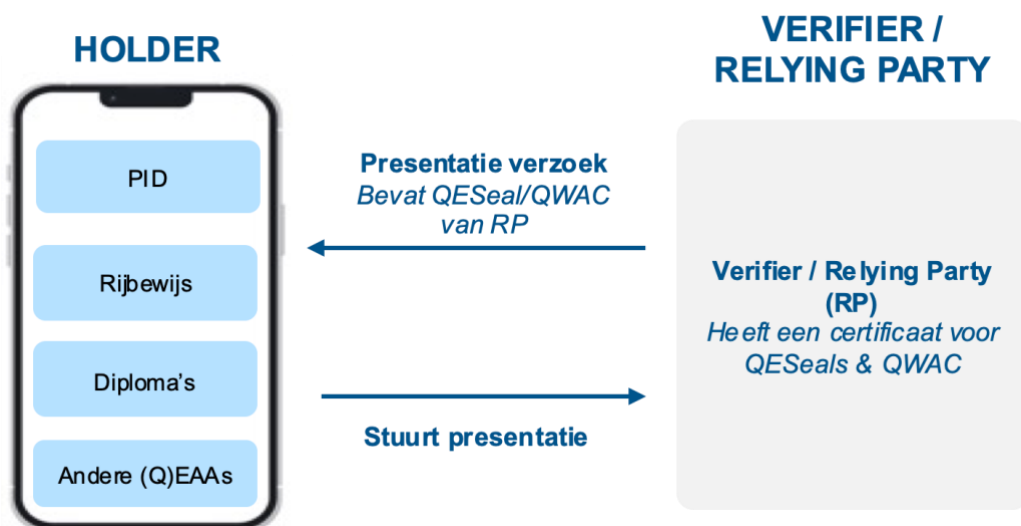 HOLDER
PID
Rijbewijs
Diploma's
Andere (Q)EAAs
Presentatie verzoek
Bevat QESeal/QWAC
van RP
Stuurt presentatie
VERIFIER /
RELYING PARTY
Verifier / Relying Party
(RP)
Heeft een certificaat voor
QESeals & QWAC